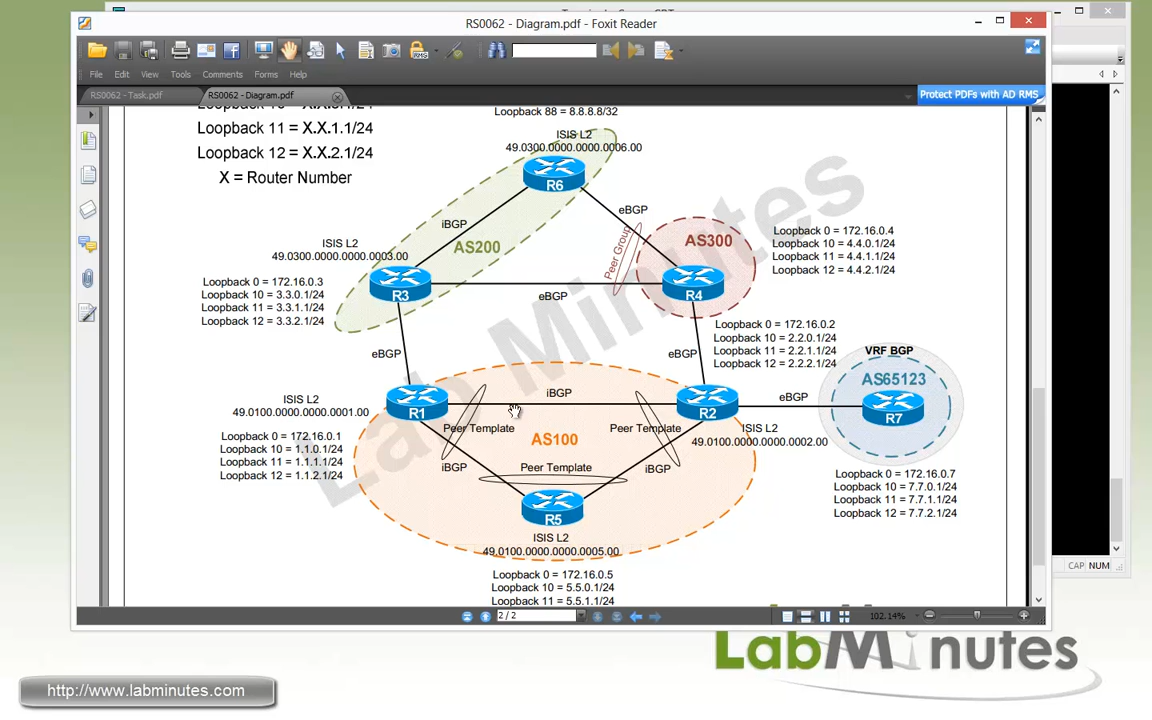 RS0062 - Diagram.pdf - Foxit Reader
File Edit View Tools Comments Forms Help
RS0062 - Task.pdf
RS0062 - Diagram.pdf
Protect PDFs with AD RMS
Loopback 11 = X.X.1.1/24
Loopback 12 = X.X.2.1/24
X = Router Number
Loopback 88 = 8.8.8.8/32
ISIS L2
49.0300.0000.0000.0006.00
R6
iBGP
eBGP
AS200
Peer Group
AS300
ISIS L2
49.0300.0000.0000.0003.00
R3
eBGP
R4
Loopback 0 = 172.16.0.3
Loopback 10 = 3.3.0.1/24
Loopback 11 = 3.3.1.1/24
Loopback 12 = 3.3.2.1/24
Loopback 0 = 172.16.0.4
Loopback 10 = 4.4.0.1/24
Loopback 11 = 4.4.1.1/24
Loopback 12 = 4.4.2.1/24
Lab Minutes
eBGP
eBGP
Loopback 0 = 172.16.0.2
Loopback 10 = 2.2.0.1/24
Loopback 11 = 2.2.1.1/24
Loopback 12 = 2.2.2.1/24
VRF BGP
AS65123
R7
eBGP
ISIS L2
49.0100.0000.0000.0001.00
R1
iBGP
R2
ISIS L2
49.0100.0000.0000.0002.00
Peer Template
AS100
Peer Template
iBGP
Peer Template
iBGP
Loopback 0 = 172.16.0.1
Loopback 10 = 1.1.0.1/24
Loopback 11 = 1.1.1.1/24
Loopback 12 = 1.1.2.1/24
Loopback 0 = 172.16.0.7
Loopback 10 = 7.7.0.1/24
Loopback 11 = 7.7.1.1/24
Loopback 12 = 7.7.2.1/24
R5
ISIS L2
49.0100.0000.0000.0005.00
Loopback 0 = 172.16.0.5
Loopback 10 = 5.5.0.1/24
Loopback 11 = 5.5.1.1/24
2 / 2
102.14%
CAP NUM
LabMinutes
http://www.labminutes.com